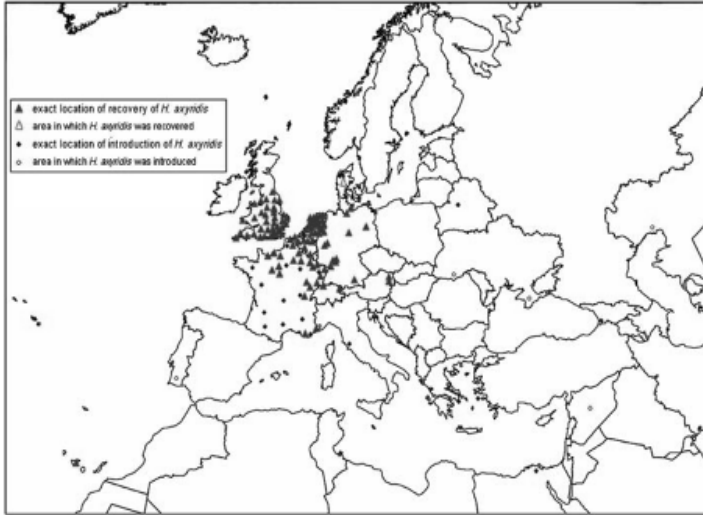 exact location of recovery of H. axyridis
area in which H. axyridis was recovered
exact location of introduction of H. axyridis
area in which H. axyridis was introduced